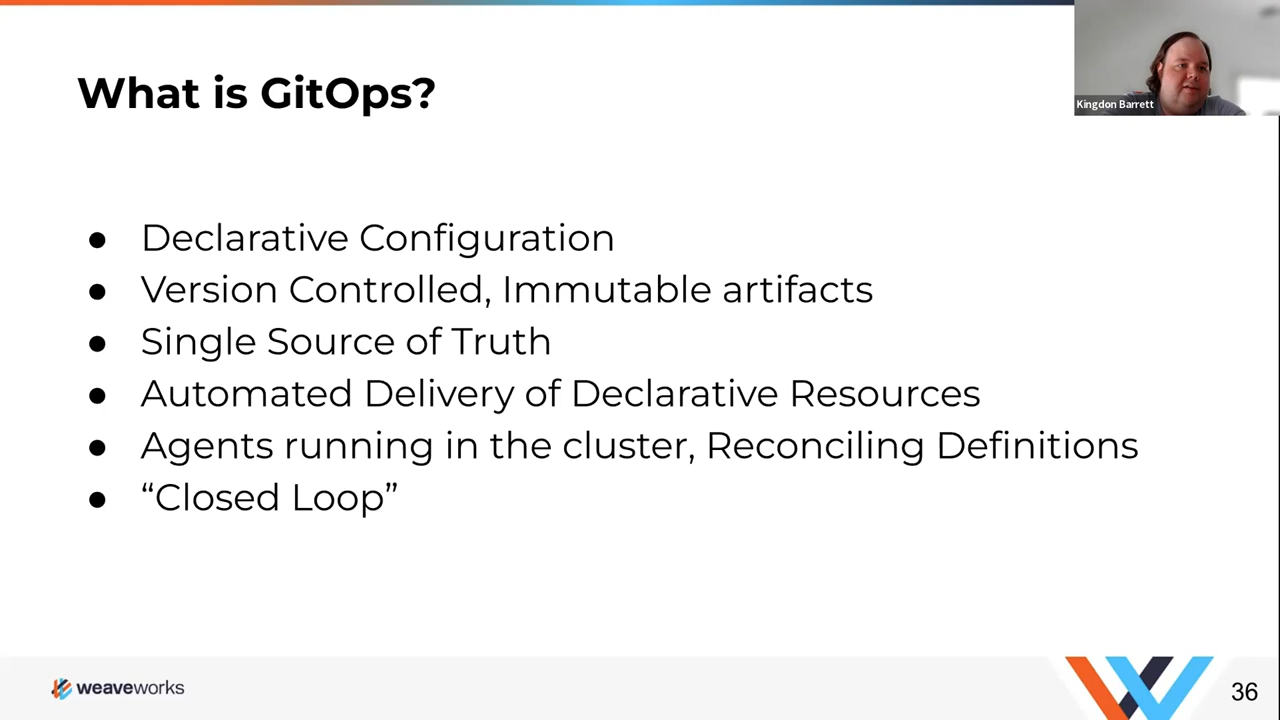 What is GitOps?
Kingdon Barrett
● Declarative Configuration
● Version Controlled, Immutable artifacts
● Single Source of Truth
● Automated Delivery of Declarative Resources
● Agents running in the cluster, Reconciling Definitions
● “Closed Loop”
weaveworks
36